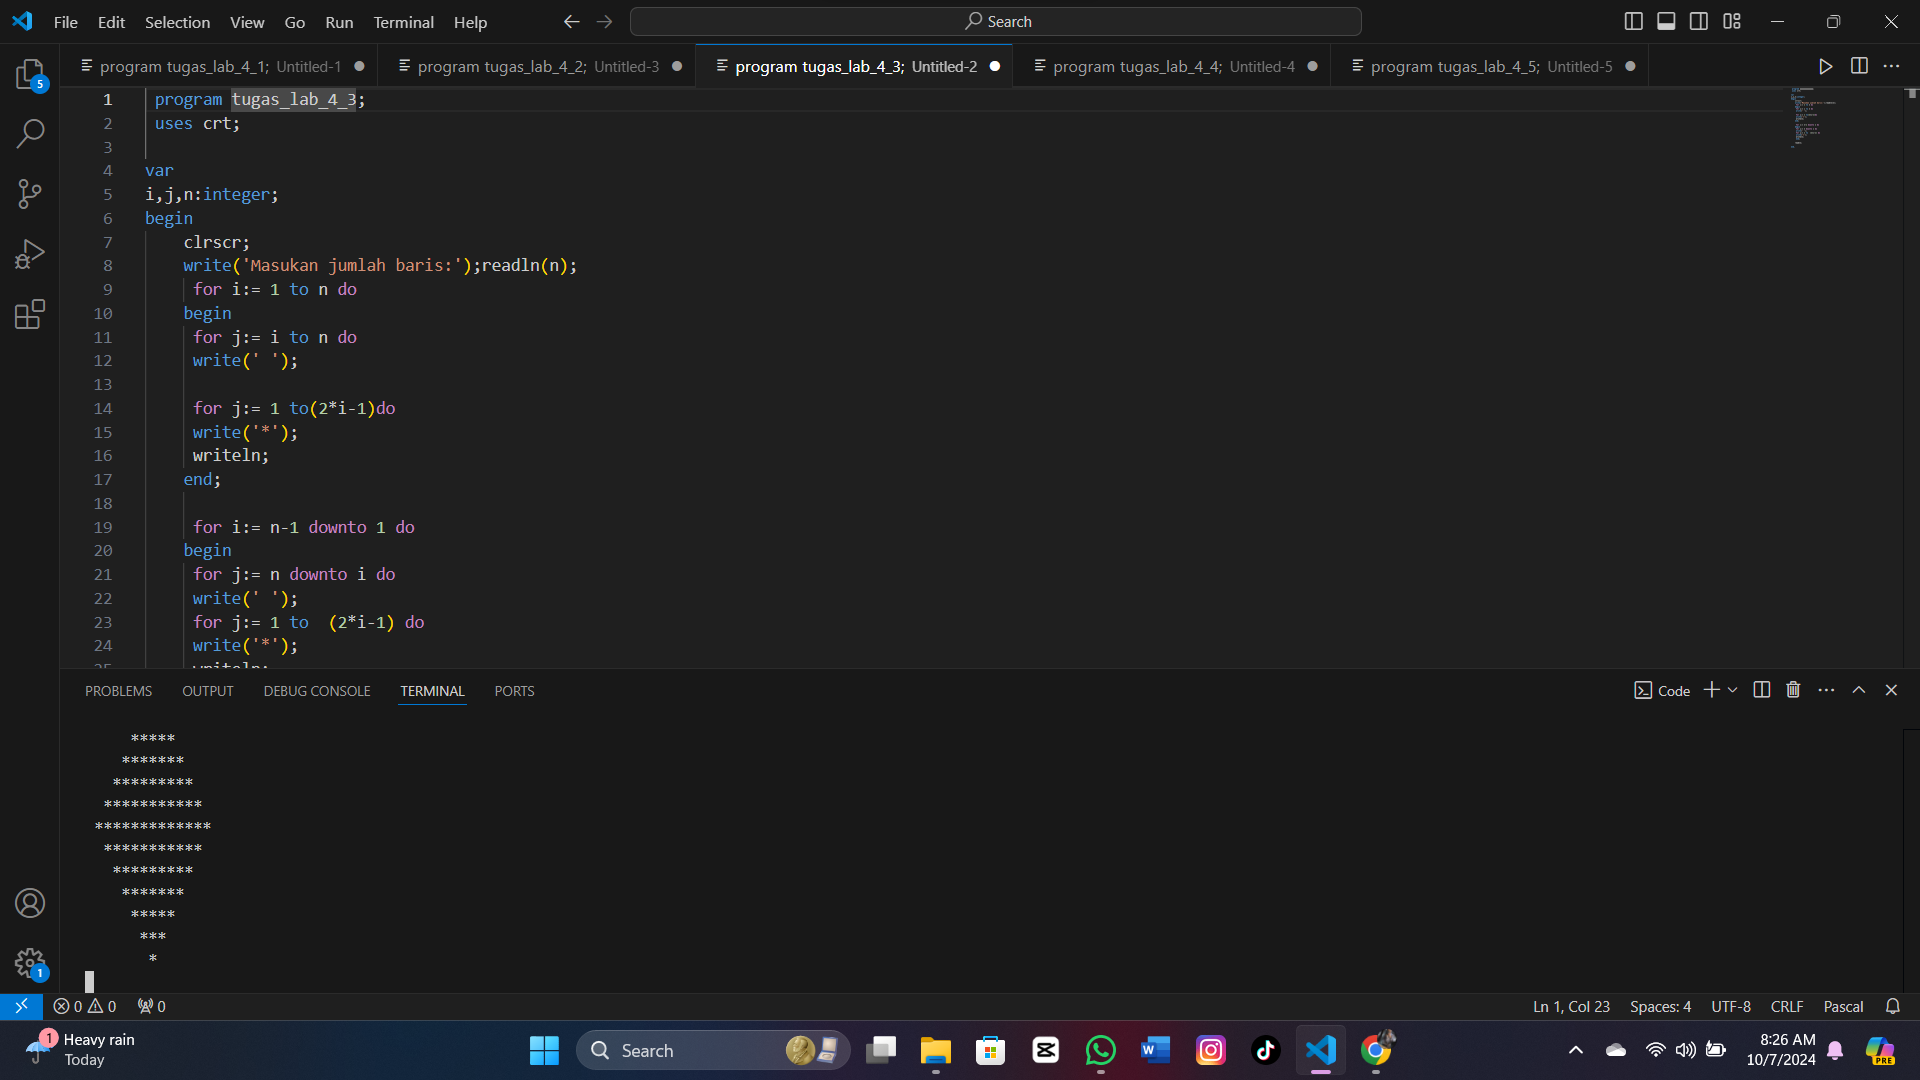 File Edit Selection View Go Run Terminal Help
Search
program tugas_lab_4_1; Untitled-1
program tugas_lab_4_2; Untitled-3
program tugas_lab_4_3; Untitled-2
program tugas_lab_4_4; Untitled-4
program tugas_lab_4_5; Untitled-5
5
1 program tugas_lab_4_3;
2 uses crt;
3
4 var
5 i,j,n:integer;
6 begin
7 clrscr;
8 write('Masukan jumlah baris:');readln(n);
9 for i:= 1 to n do
10 begin
11 for j:= i to n do
12 write(' ');
13
14 for j:= 1 to(2*i-1)do
15 write('*');
16 writeln;
17 end;
18
19 for i:= n-1 downto 1 do
20 begin
21 for j:= n downto i do
22 write(' ');
23 for j:= 1 to  (2*i-1) do
24 write('*');
25 writeln;
PROBLEMS OUTPUT DEBUG CONSOLE TERMINAL PORTS
Code
*****
*******
*********
***********
*************
***********
*********
*******
*****
***
*
1
0 0 0
Ln 1, Col 23 Spaces: 4 UTF-8 CRLF Pascal
1
Heavy rain
Today
Search
W
8:26 AM
10/7/2024
PRE